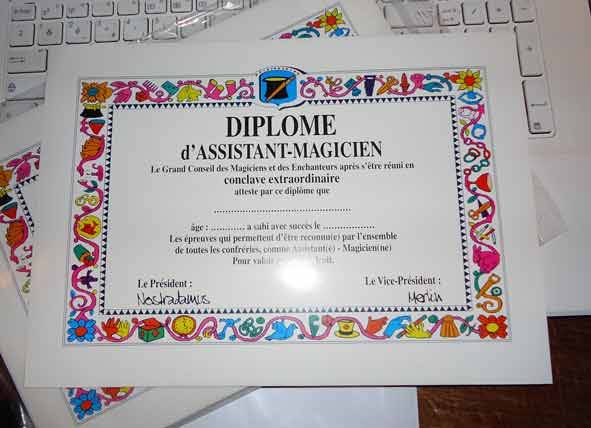 DIPLOME
d'ASSISTANT-MAGICIEN
Le Grand Conseil des Magiciens et des Enchanteurs après s'être réuni en
conclave extraordinaire
atteste par ce diplôme que
................................................
âge : ............ a subi avec succès le ..................
Les épreuves qui permettent d'être reconnu(e) par l'ensemble
de toutes les confréries, comme Assistant(e) - Magicien(ne)
Pour valoir droit.
Le Président :
Le Vice-Président :
Nostradamus
Merlin